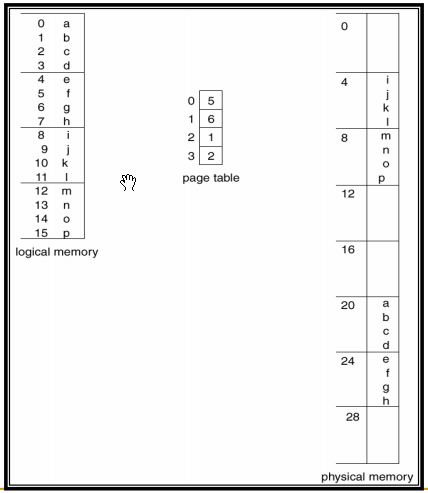 0 a
1 b
2 c
3 d
4 e
5 f
6 g
7 h
8 i
9 j
10 k
11 l
12 m
13 n
14 o
15 p
logical memory
0 5
1 6
2 1
3 2
page table
0
4 i
j
k
l
8 m
n
o
p
12
16
20 a
b
c
d
24 e
f
g
h
28
physical memory